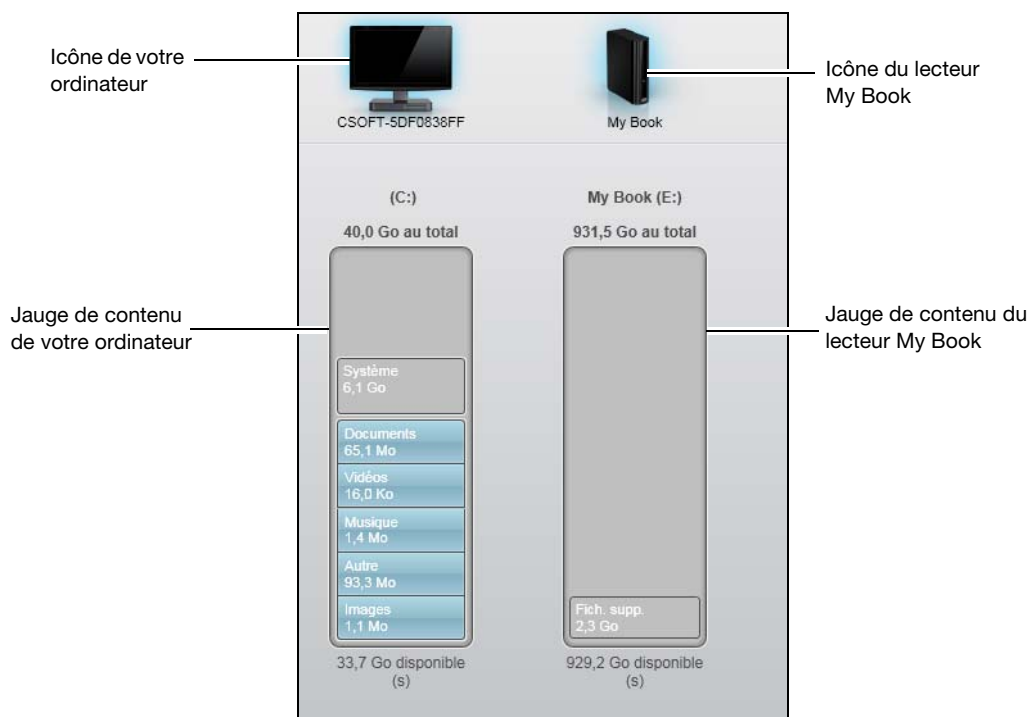 Icône de votre
ordinateur
CSOFT-5DF0838FF
My Book
Icône du lecteur
My Book
(C:)
My Book (E:)
40,0 Go au total
931,5 Go au total
Jauge de contenu
de votre ordinateur
Jauge de contenu du
lecteur My Book
Système
6,1 Go
Documents
65,1 Mo
Vidéos
16,0 Ko
Musique
1,4 Mo
Autre
93,3 Mo
Images
1,1 Mo
Fich. supp.
2,3 Go
33,7 Go disponible
(s)
929,2 Go disponible
(s)